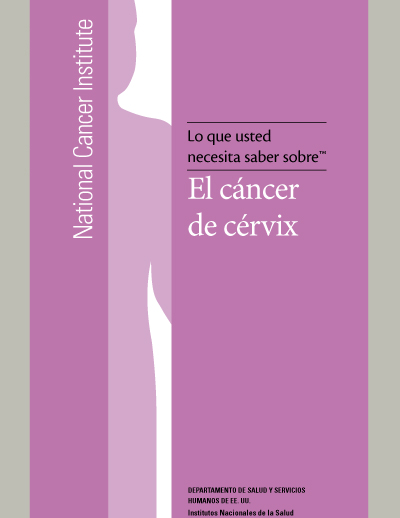 National Cancer Institute
Lo que usted
necesita saber sobre™
El cáncer
de cérvix
DEPARTAMENTO DE SALUD Y SERVICIOS
HUMANOS DE EE. UU.
Institutos Nacionales de la Salud